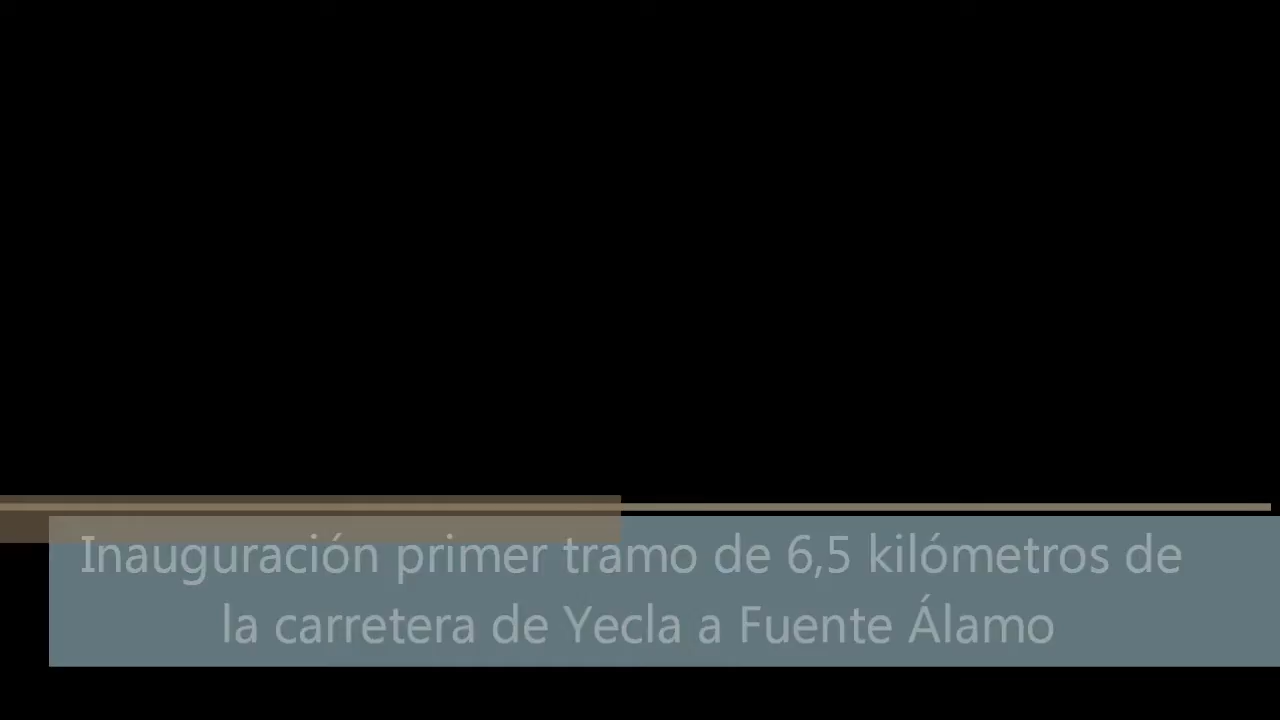 Inauguración primer tramo de 6,5 kilómetros de
la carretera de Yecla a Fuente Álamo